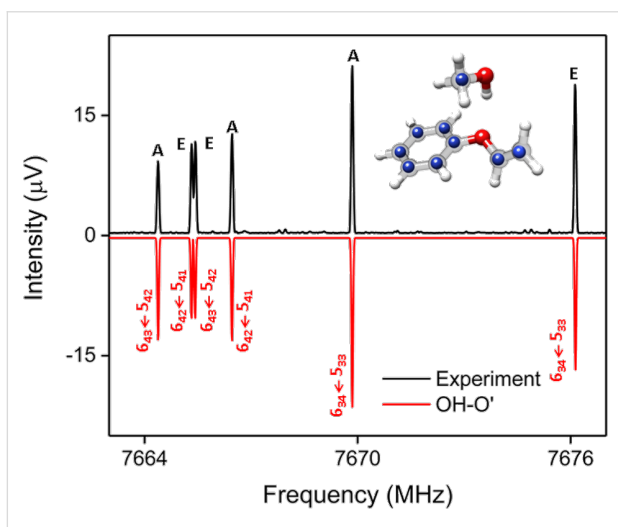 A
E
A
E
E
A
15
0
-15
Intensity (μV)
6₄₃←5₄₂
6₄₂←5₄₁
6₄₃←5₄₂
6₄₂←5₄₁
6₃₄←5₃₃
6₃₄←5₃₃
Experiment
OH-O'
7664
7670
7676
Frequency (MHz)